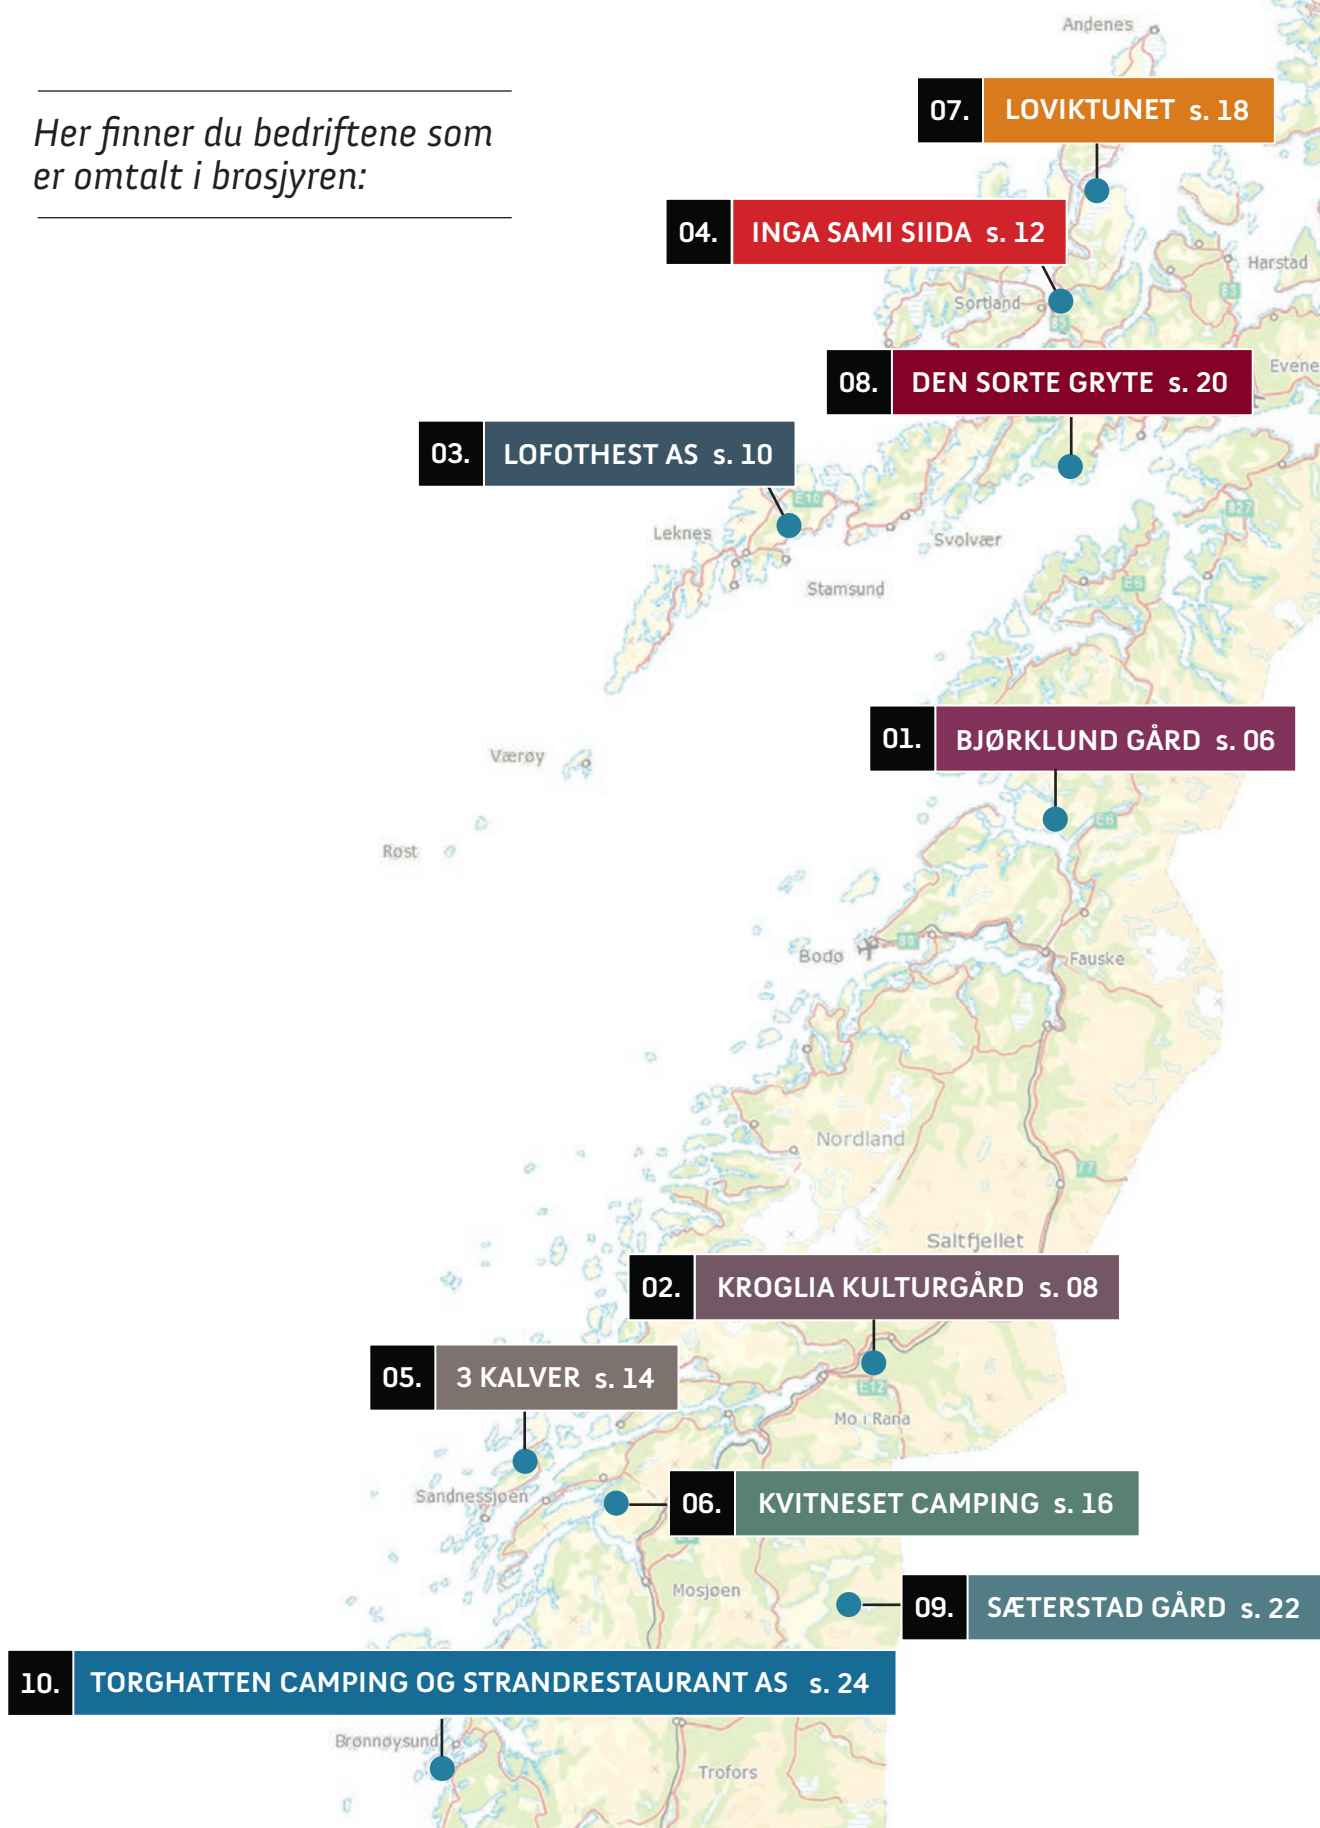 Andenes
Her finner du bedriftene som
er omtalt i brosjyren:
07. LOVIKTUNET s. 18
04. INGA SAMI SIIDA s. 12
Harstad
83
Sortland
85
08. DEN SORTE GRYTE s. 20
Evene
03. LOFOTHEST AS s. 10
E10
827
Leknes
Svolvær
Stamsund
E6
01. BJØRKLUND GÅRD s. 06
Værøy
E6
Røst
80
Bodø
Fauske
Nordland
77
Saltfjellet
02. KROGLIA KULTURGÅRD s. 08
05. 3 KALVER s. 14
E12
Mo i Rana
Sandnessjøen
06. KVITNESET CAMPING s. 16
Mosjøen
09. SÆTERSTAD GÅRD s. 22
10. TORGHATTEN CAMPING OG STRANDRESTAURANT AS s. 24
Brønnøysund
Trofors